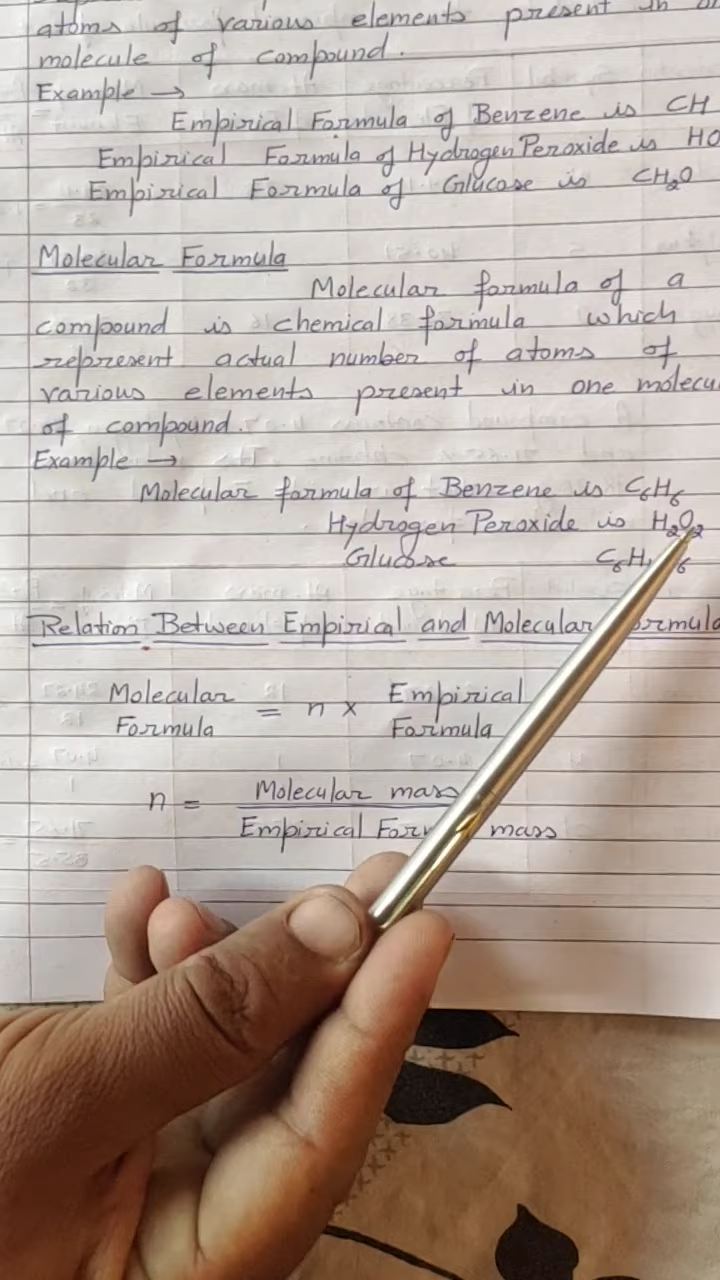 atoms of various elements present in
molecule of compound.
Example →
Empirical Formula of Benzene is CH
Empirical Formula of Hydrogen Peroxide is HO
Empirical Formula of Glucose is CH₂O
Molecular Formula
Molecular formula of a
compound is chemical formula which
represent actual number of atoms of
various elements present in one molecu
of compound.
Example →
Molecular formula of Benzene is C₆H₆
Hydrogen Peroxide is H₂O₂
Glucose
Relation Between Empirical and Molecular ormula
Molecular Formula = n × Empirical Formula
n = Molecular mass
Empirical Form mass